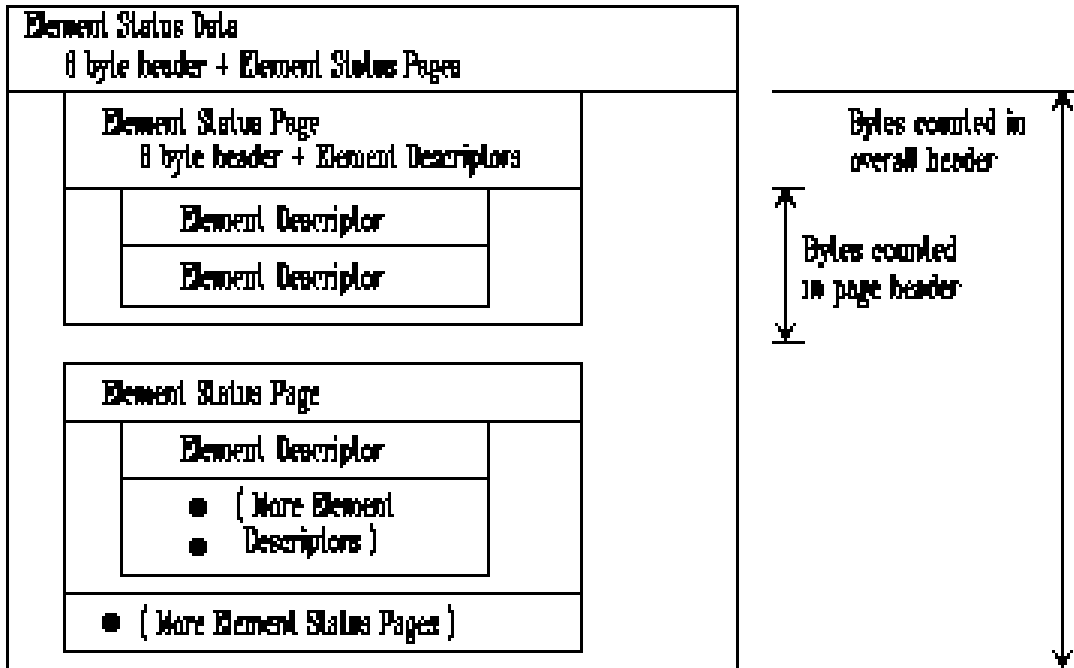 Element Status Data
8 byte header + Element Status Pages
Element Status Page
8 byte header + Element Descriptors
Element Descriptor
Element Descriptor
Bytes counted in
overall header
Bytes counted
in page header
Element Status Page
Element Descriptor
( More Element
Descriptors )
( More Element Status Pages )